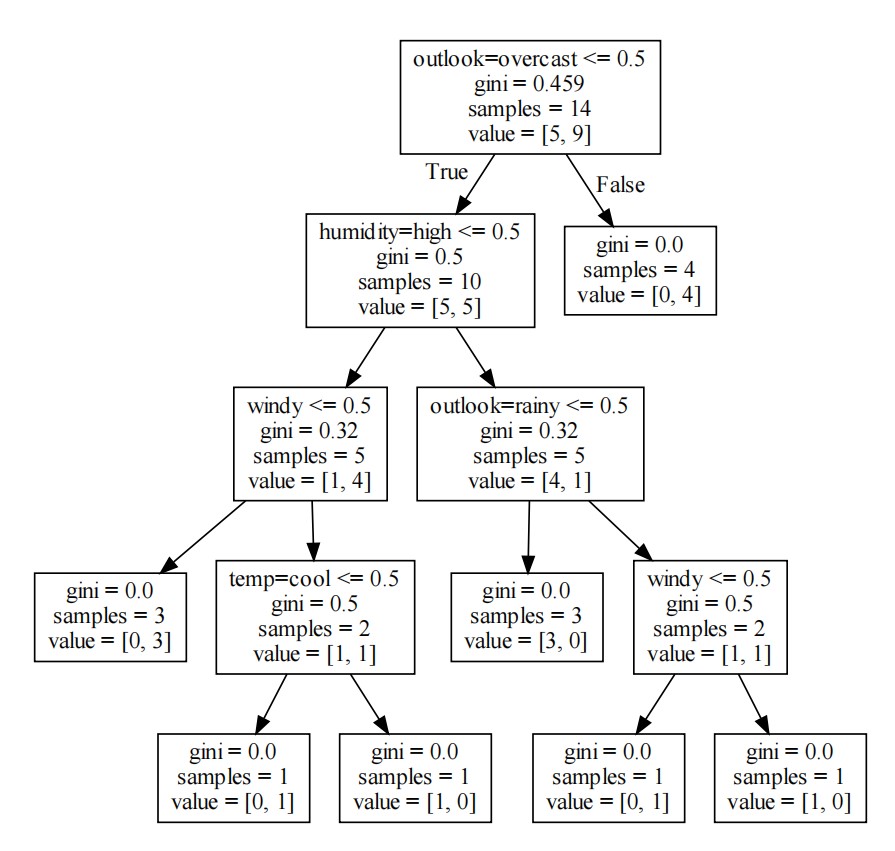 outlook=overcast <= 0.5
gini = 0.459
samples = 14
value = [5, 9]
True
False
humidity=high <= 0.5
gini = 0.5
samples = 10
value = [5, 5]
gini = 0.0
samples = 4
value = [0, 4]
windy <= 0.5
gini = 0.32
samples = 5
value = [1, 4]
outlook=rainy <= 0.5
gini = 0.32
samples = 5
value = [4, 1]
gini = 0.0
samples = 3
value = [0, 3]
temp=cool <= 0.5
gini = 0.5
samples = 2
value = [1, 1]
gini = 0.0
samples = 3
value = [3, 0]
windy <= 0.5
gini = 0.5
samples = 2
value = [1, 1]
gini = 0.0
samples = 1
value = [0, 1]
gini = 0.0
samples = 1
value = [1, 0]
gini = 0.0
samples = 1
value = [0, 1]
gini = 0.0
samples = 1
value = [1, 0]